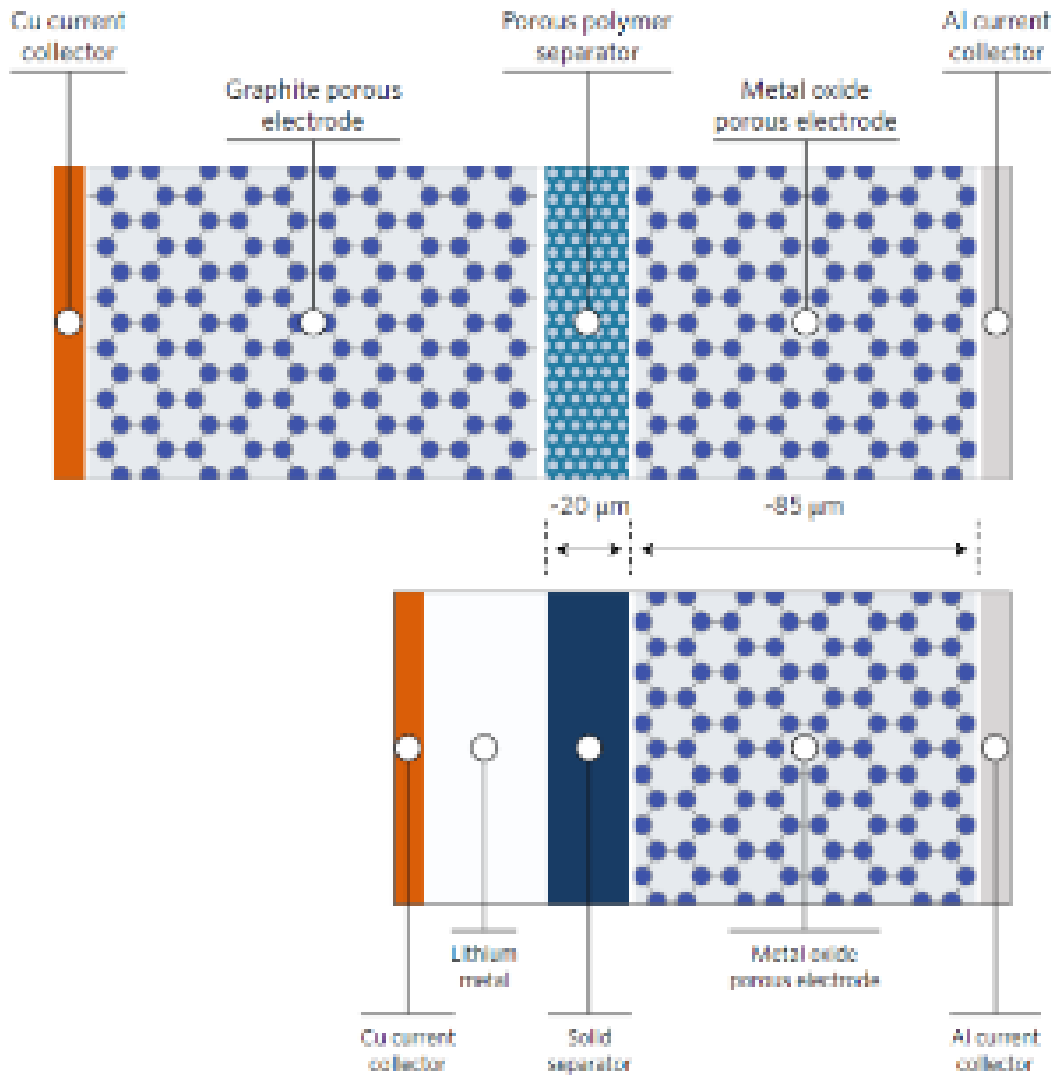 Cu current
collector
Porous polymer
separator
Al current
collector
Graphite porous
electrode
Metal oxide
porous electrode
~20 μm
~85 μm
Lithium
metal
Metal oxide
porous electrode
Cu current
collector
Solid
separator
Al current
collector